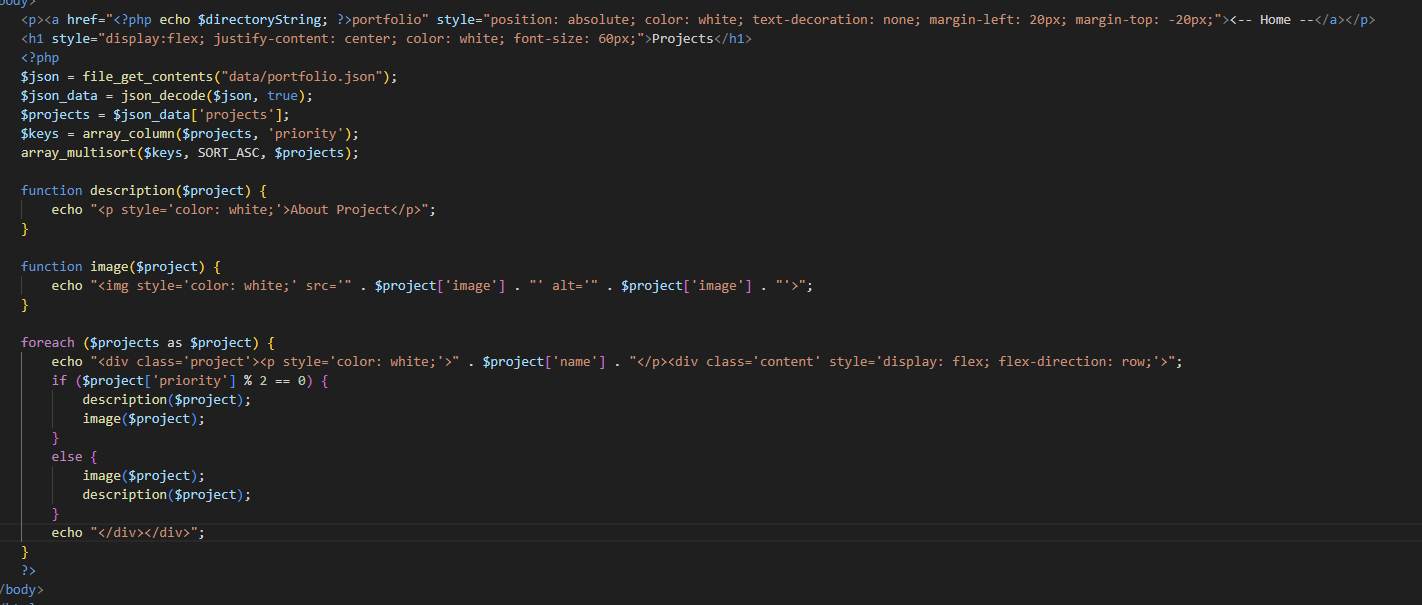 body>
<p><a href="<?php echo $directoryString; ?>portfolio" style="position: absolute; color: white; text-decoration: none; margin-left: 20px; margin-top: -20px;"><-- Home --</a></p>
<h1 style="display:flex; justify-content: center; color: white; font-size: 60px;">Projects</h1>
<?php
$json = file_get_contents("data/portfolio.json");
$json_data = json_decode($json, true);
$projects = $json_data['projects'];
$keys = array_column($projects, 'priority');
array_multisort($keys, SORT_ASC, $projects);
function description($project) {
echo "<p style='color: white;'>About Project</p>";
}
function image($project) {
echo "<img style='color: white;' src='" . $project['image'] . "' alt='" . $project['image'] . "'>";
}
foreach ($projects as $project) {
echo "<div class='project'><p style='color: white;'>" . $project['name'] . "</p><div class='content' style='display: flex; flex-direction: row;'>";
if ($project['priority'] % 2 == 0) {
description($project);
image($project);
}
else {
image($project);
description($project);
}
echo "</div></div>";
}
?>
/body>